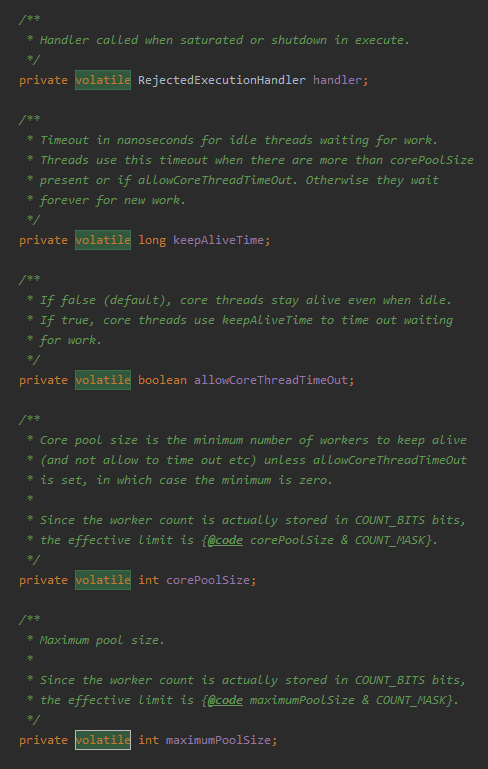 /**
 * Handler called when saturated or shutdown in execute.
 */
private volatile RejectedExecutionHandler handler;
/**
 * Timeout in nanoseconds for idle threads waiting for work.
 * Threads use this timeout when there are more than corePoolSize
 * present or if allowCoreThreadTimeOut. Otherwise they wait
 * forever for new work.
 */
private volatile long keepAliveTime;
/**
 * If false (default), core threads stay alive even when idle.
 * If true, core threads use keepAliveTime to time out waiting
 * for work.
 */
private volatile boolean allowCoreThreadTimeOut;
/**
 * Core pool size is the minimum number of workers to keep alive
 * (and not allow to time out etc) unless allowCoreThreadTimeOut
 * is set, in which case the minimum is zero.
 *
 * Since the worker count is actually stored in COUNT_BITS bits,
 * the effective limit is {@code corePoolSize & COUNT_MASK}.
 */
private volatile int corePoolSize;
/**
 * Maximum pool size.
 *
 * Since the worker count is actually stored in COUNT_BITS bits,
 * the effective limit is {@code maximumPoolSize & COUNT_MASK}.
 */
private volatile int maximumPoolSize;